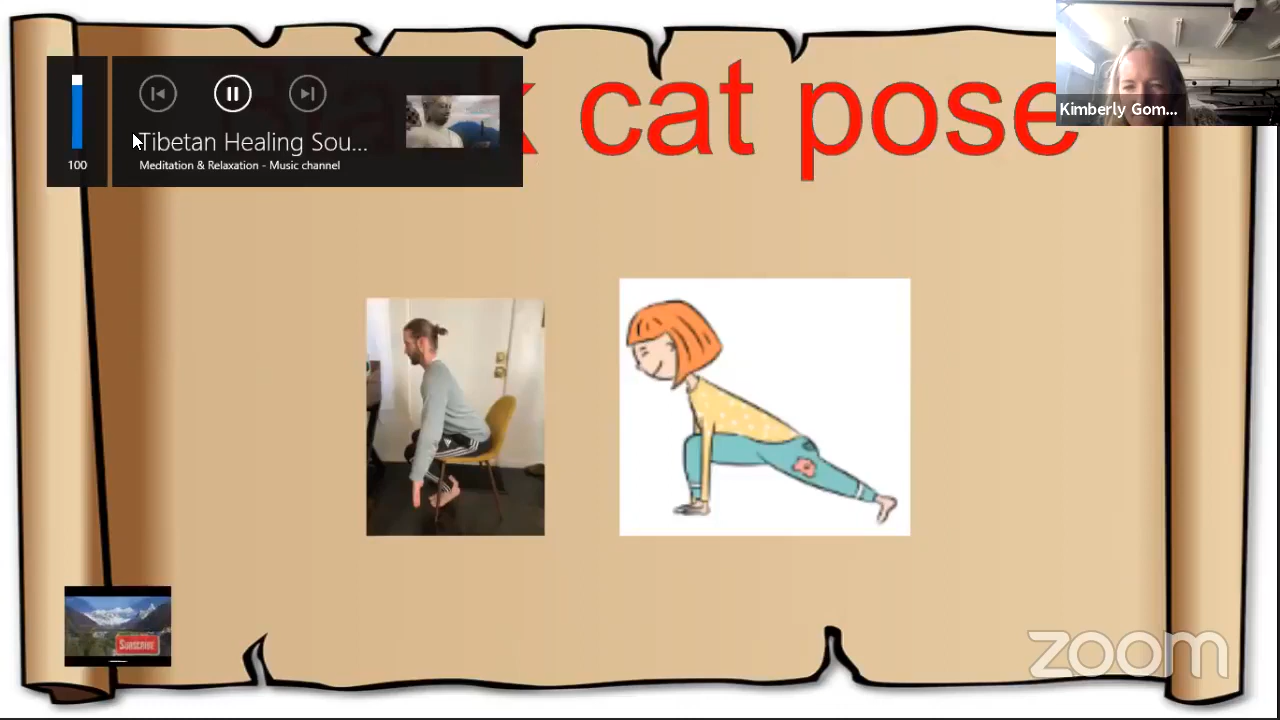 cat pose
Kimberly Gom...
100
Tibetan Healing Sou...
Meditation & Relaxation - Music channel
SUBSCRIBE
zoom